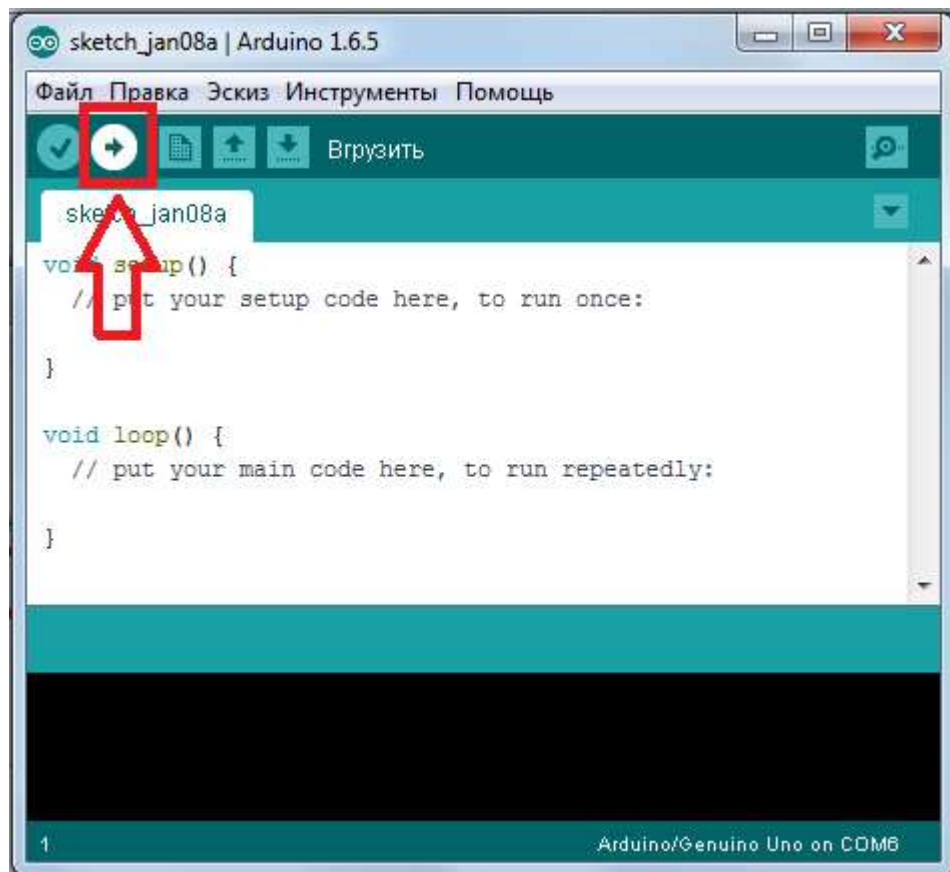 sketch_jan08a | Arduino 1.6.5
Файл Правка Эскиз Инструменты Помощь
Вгрузить
sketch_jan08a
void setup() {
// put your setup code here, to run once:
}
void loop() {
// put your main code here, to run repeatedly:
}
1
Arduino/Genuino Uno on COM6